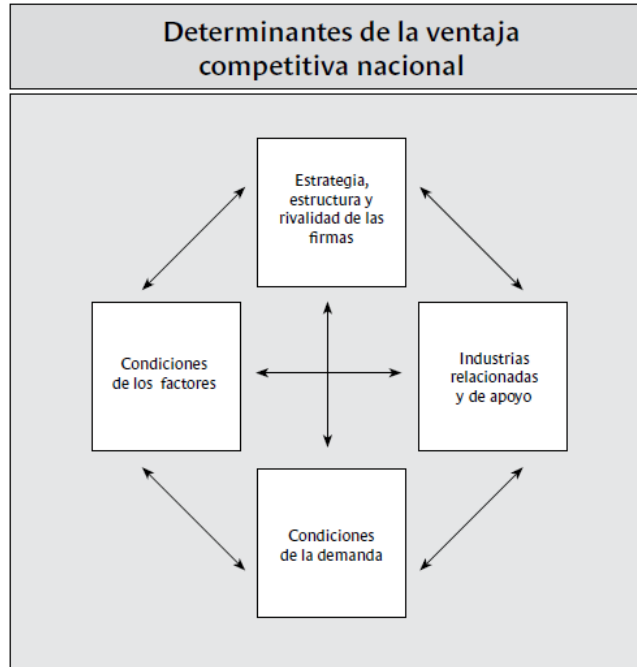 Determinantes de la ventaja
competitiva nacional
Estrategia,
estructura y
rivalidad de las
firmas
Condiciones
de los factores
Industrias
relacionadas
y de apoyo
Condiciones
de la demanda